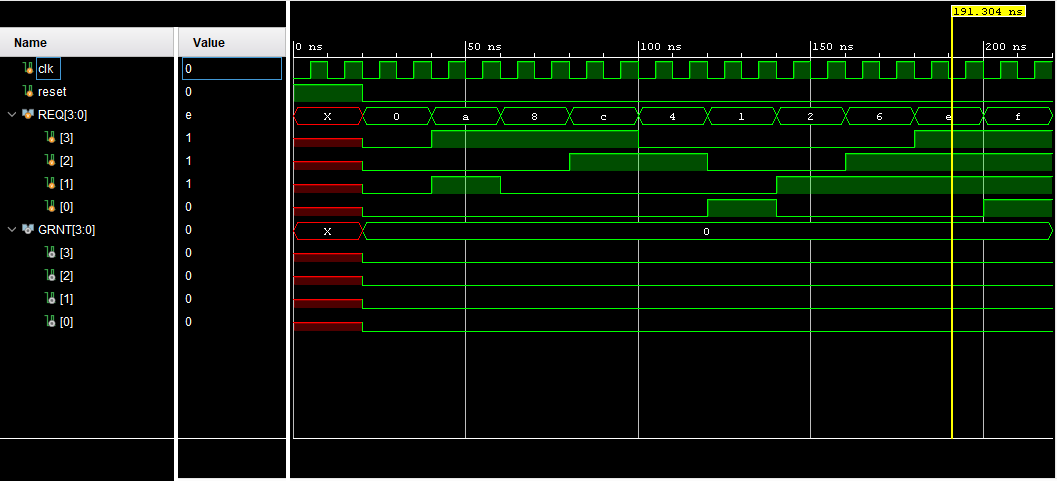 191.304 ns
Name Value
0 ns 50 ns 100 ns 150 ns 200 ns
clk 0
reset 0
REQ[3:0] e X 0 a 8 c 4 1 2 6 e f
[3] 1
[2] 1
[1] 1
[0] 0
GRNT[3:0] 0 X 0
[3] 0
[2] 0
[1] 0
[0] 0